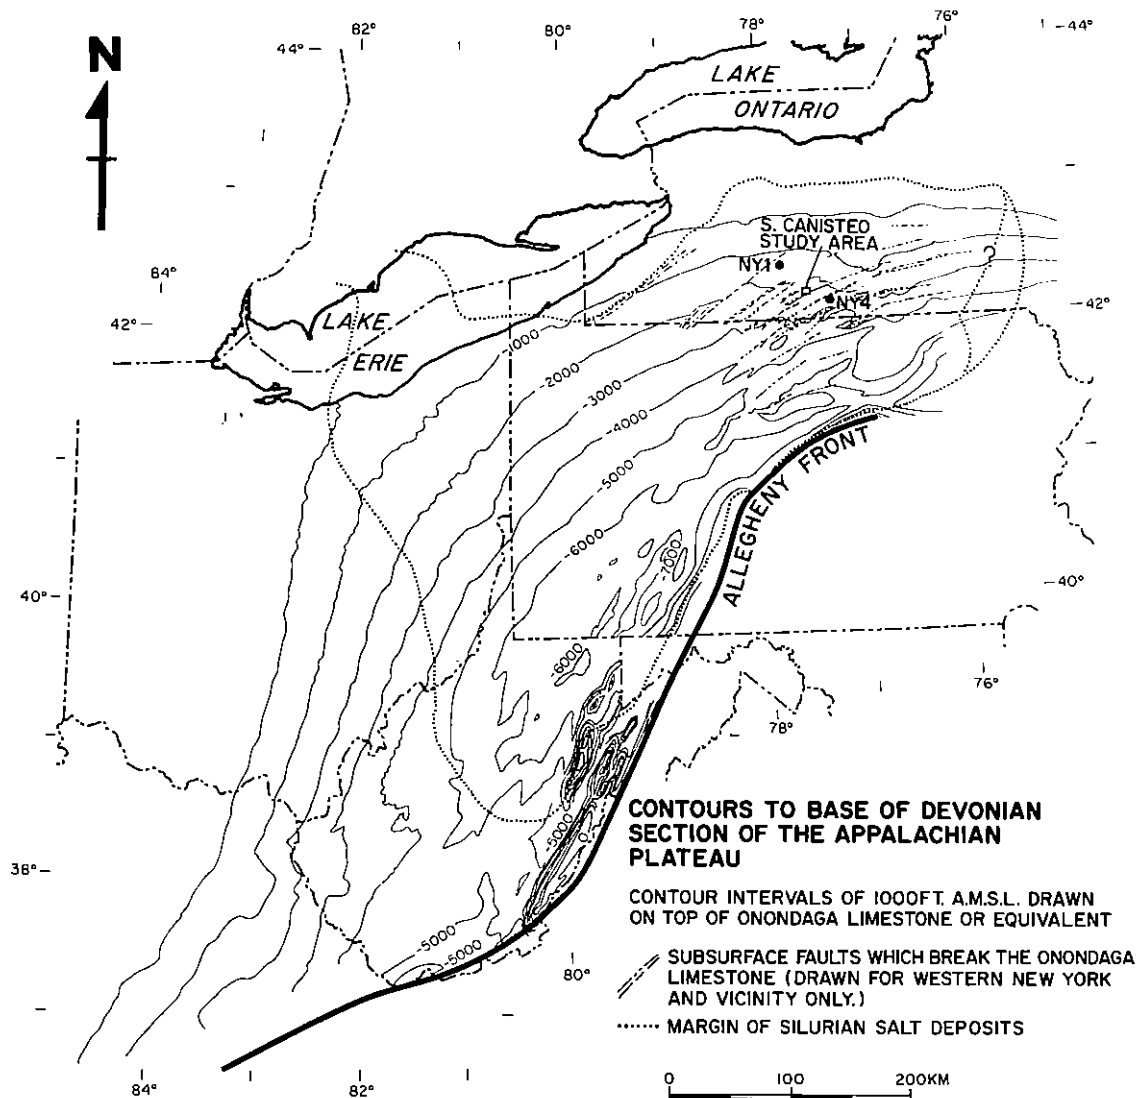 82°
80°
78°
76°
44°
44°
N
LAKE
ONTARIO
S. CANISTEO
STUDY AREA
NY1
NY4
?
84°
42°
42°
LAKE
ERIE
1000
-2000
-3000
-4000
-5000
-6000
-7000
ALLEGHENY FRONT
40°
40°
-6000
76°
78°
-5000
0
38°
-5000
-5000
80°
84°
82°
CONTOURS TO BASE OF DEVONIAN
SECTION OF THE APPALACHIAN
PLATEAU
CONTOUR INTERVALS OF 1000FT. A.M.S.L. DRAWN
ON TOP OF ONONDAGA LIMESTONE OR EQUIVALENT
SUBSURFACE FAULTS WHICH BREAK THE ONONDAGA
LIMESTONE (DRAWN FOR WESTERN NEW YORK
AND VICINITY ONLY.)
MARGIN OF SILURIAN SALT DEPOSITS
0 100 200KM